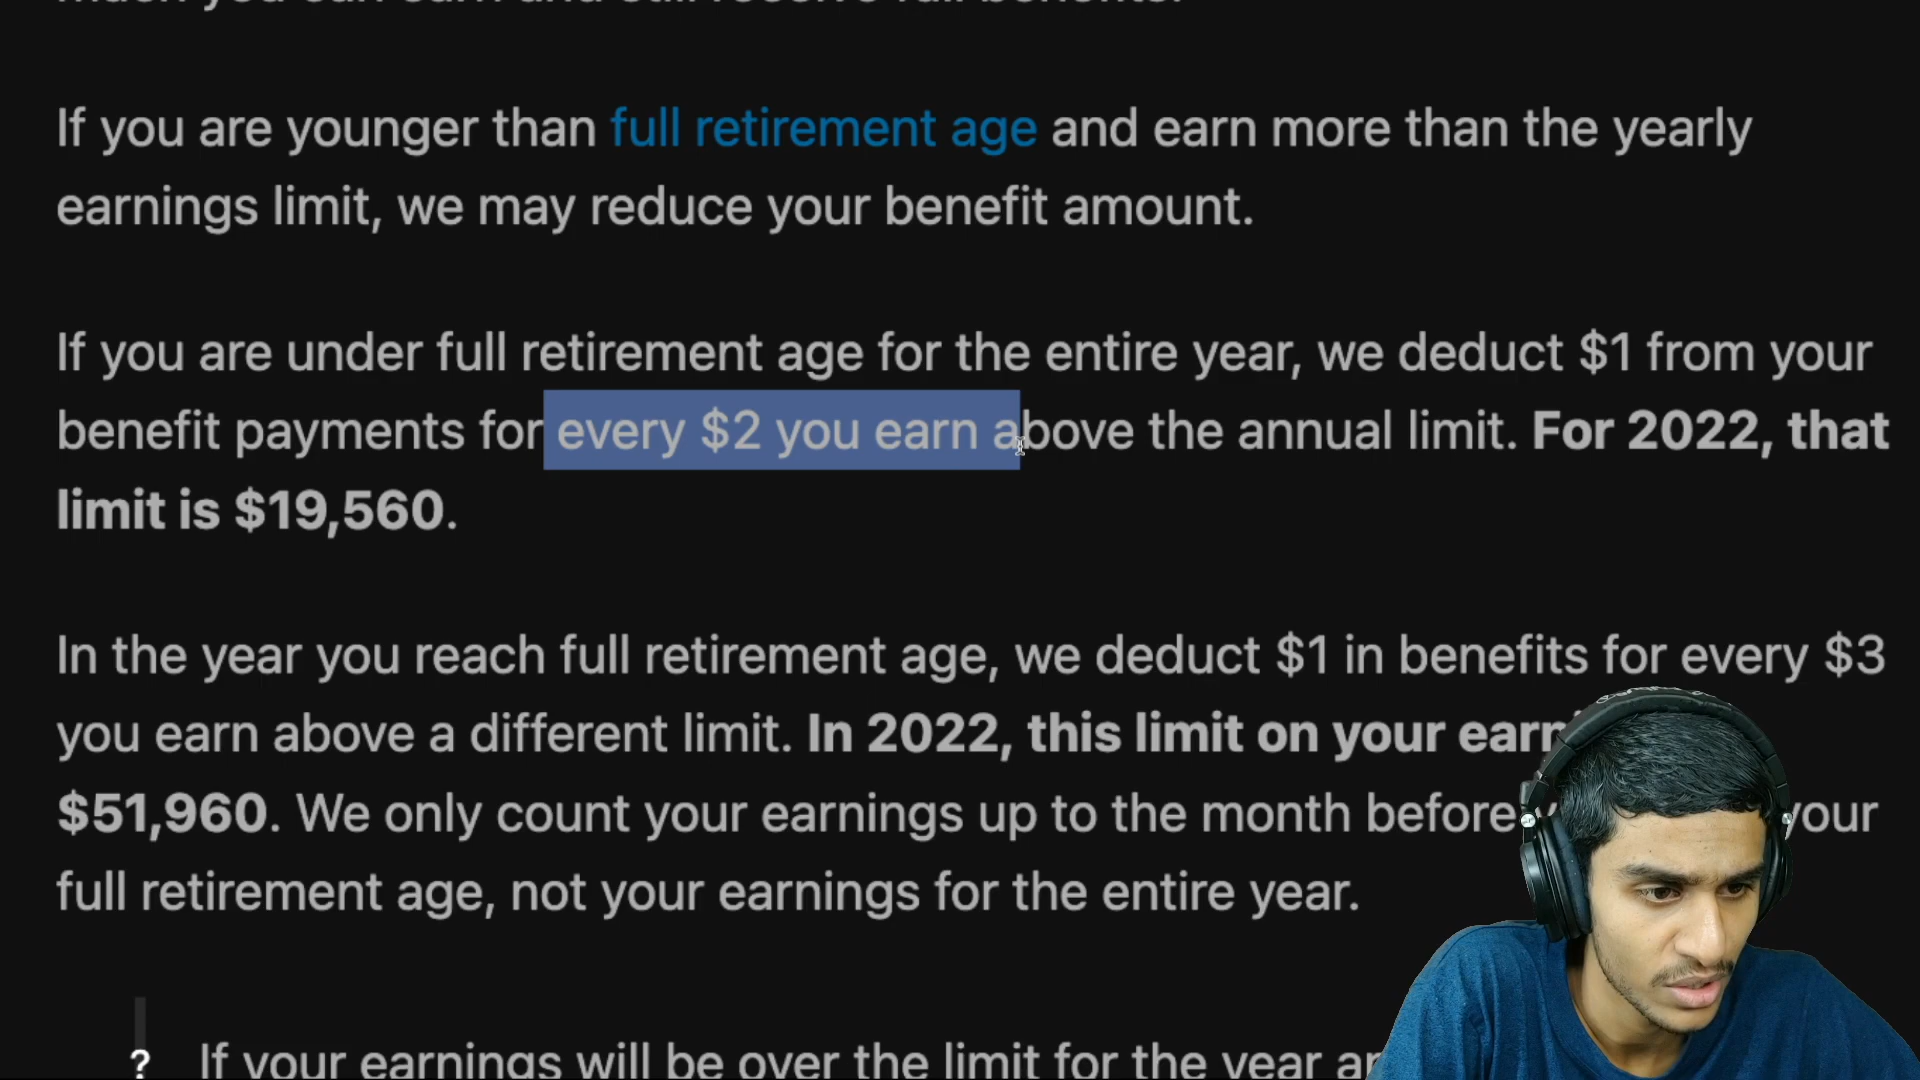 If you are younger than full retirement age and earn more than the yearly
earnings limit, we may reduce your benefit amount.
If you are under full retirement age for the entire year, we deduct $1 from your
benefit payments for every $2 you earn above the annual limit. For 2022, that
limit is $19,560.
In the year you reach full retirement age, we deduct $1 in benefits for every $3
you earn above a different limit. In 2022, this limit on your
$51,960. We only count your earnings up to the month before your
full retirement age, not your earnings for the entire year.
? If your earnings will be over the limit for the year